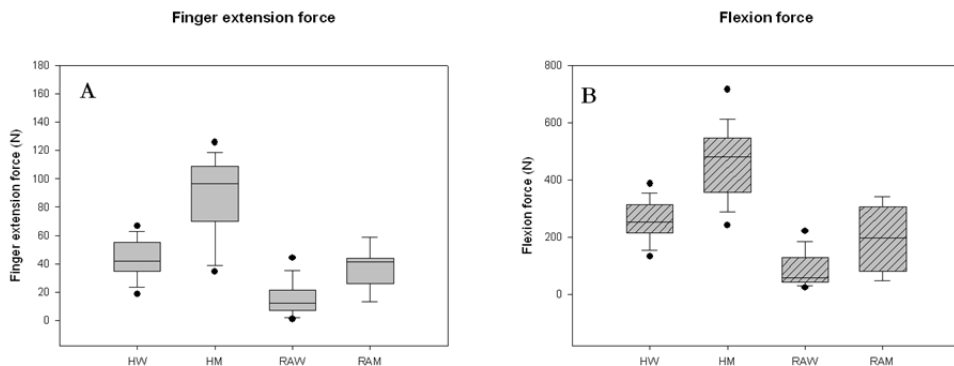 Finger extension force
Flexion force
A
Finger extension force (N)
180
160
140
120
100
80
60
40
20
0
HW HM RAW RAM
B
Flexion force (N)
800
600
400
200
0
HW HM RAW RAM